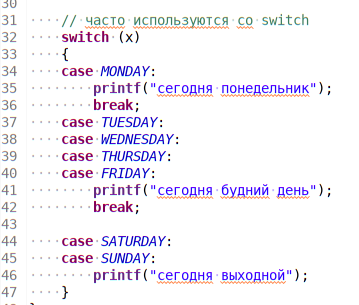 30
31 // часто используются со switch
32 switch (x)
33 {
34 case MONDAY:
35 printf("сегодня понедельник");
36 break;
37 case TUESDAY:
38 case WEDNESDAY:
39 case THURSDAY:
40 case FRIDAY:
41 printf("сегодня будний день");
42 break;
43
44 case SATURDAY:
45 case SUNDAY:
46 printf("сегодня выходной");
47 }